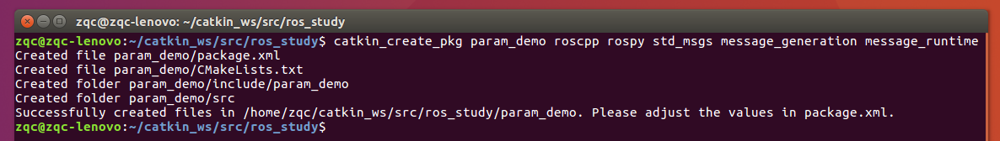 zqc@zqc-lenovo: ~/catkin_ws/src/ros_study
zqc@zqc-lenovo:~/catkin_ws/src/ros_study$ catkin_create_pkg param_demo roscpp rospy std_msgs message_generation message_runtime
Created file param_demo/package.xml
Created file param_demo/CMakeLists.txt
Created folder param_demo/include/param_demo
Created folder param_demo/src
Successfully created files in /home/zqc/catkin_ws/src/ros_study/param_demo. Please adjust the values in package.xml.
zqc@zqc-lenovo:~/catkin_ws/src/ros_study$